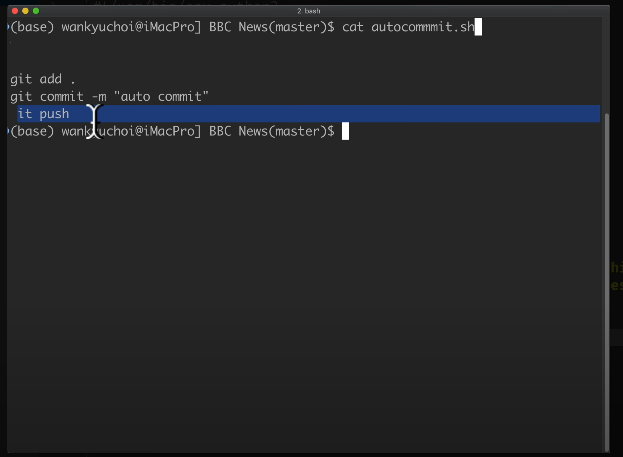 2. bash
(base) wankyuchoi@iMacPro] BBC News(master)$ cat autocommmit.sh
git add .
git commit -m "auto commit"
it push
(base) wankyuchoi@iMacPro] BBC News(master)$